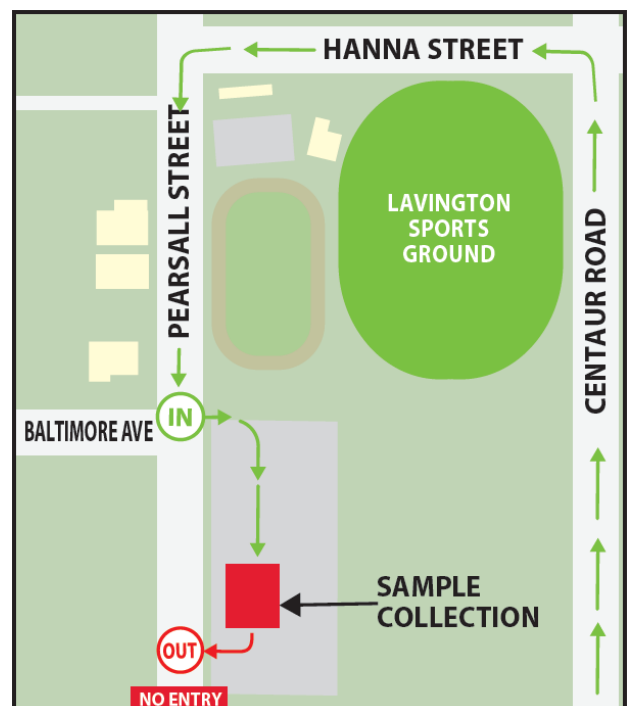 HANNA STREET
PEARSALL STREET
LAVINGTON
SPORTS
GROUND
CENTAUR ROAD
IN
BALTIMORE AVE
SAMPLE
COLLECTION
OUT
NO ENTRY